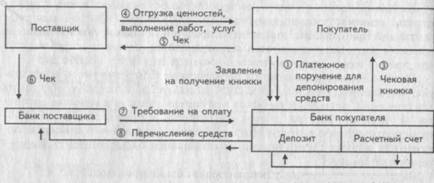 ④ Отгрузка ценностей,
выполнение работ, услуг
⑤ Чек
Поставщик
Покупатель
⑥ Чек
Заявление
на получение книжки
① Платежное
поручение для
депонирования
средств
③
Чековая
книжка
Банк поставщика
⑦ Требование на оплату
⑧ Перечисление средств
Банк покупателя
Депозит
Расчетный счет